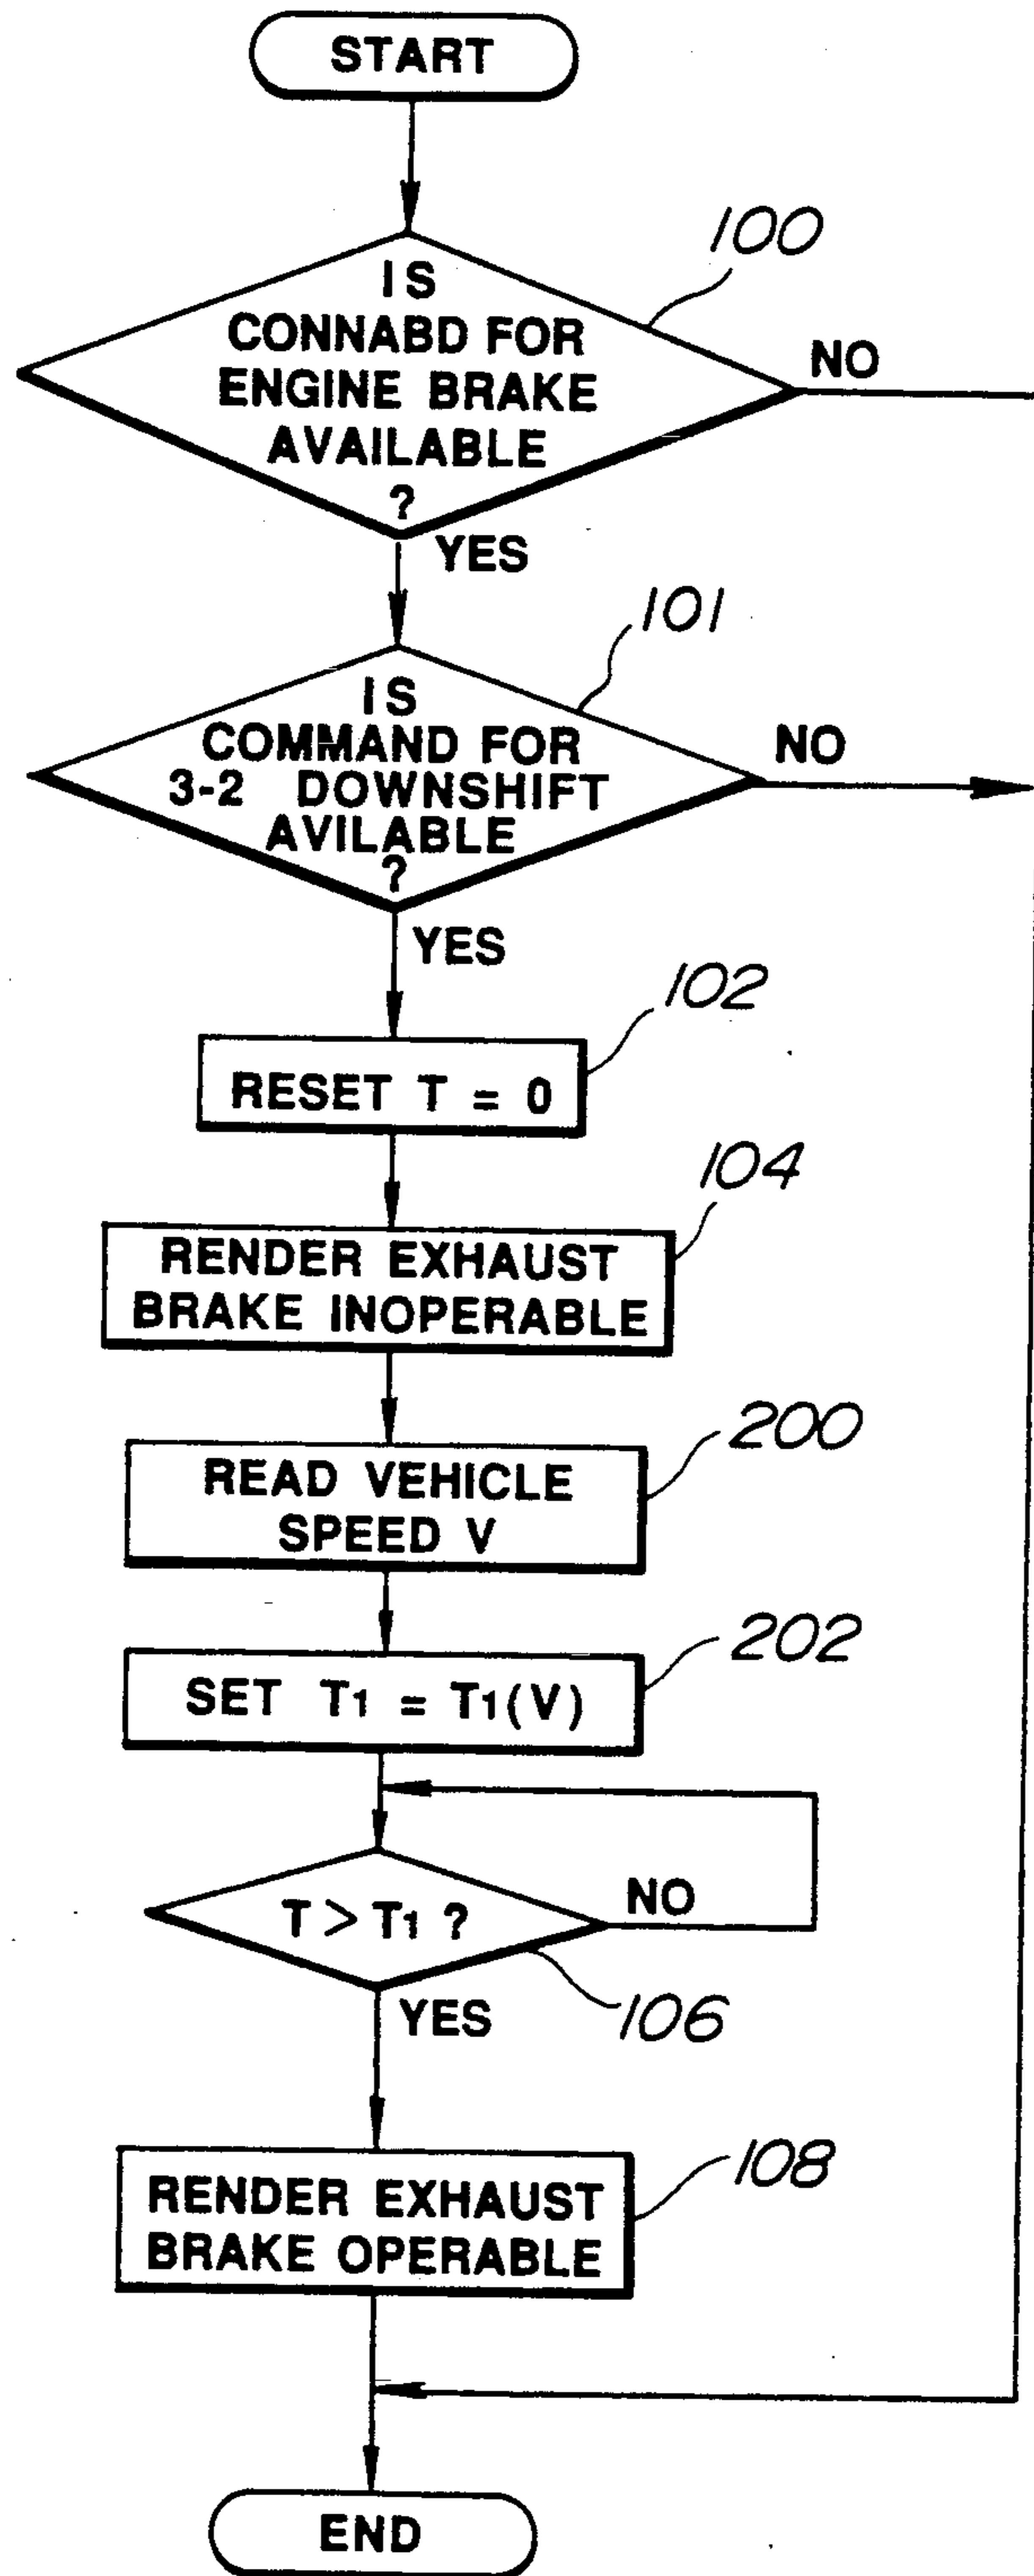 START
100
IS
CONNABD FOR
ENGINE BRAKE
AVAILABLE
?
NO
YES
101
IS
COMMAND FOR
3-2 DOWNSHIFT
AVILABLE
?
NO
YES
102
RESET T = 0
104
RENDER EXHAUST
BRAKE INOPERABLE
200
READ VEHICLE
SPEED V
202
SET T1 = T1(V)
T > T1 ?
NO
106
YES
108
RENDER EXHAUST
BRAKE OPERABLE
END